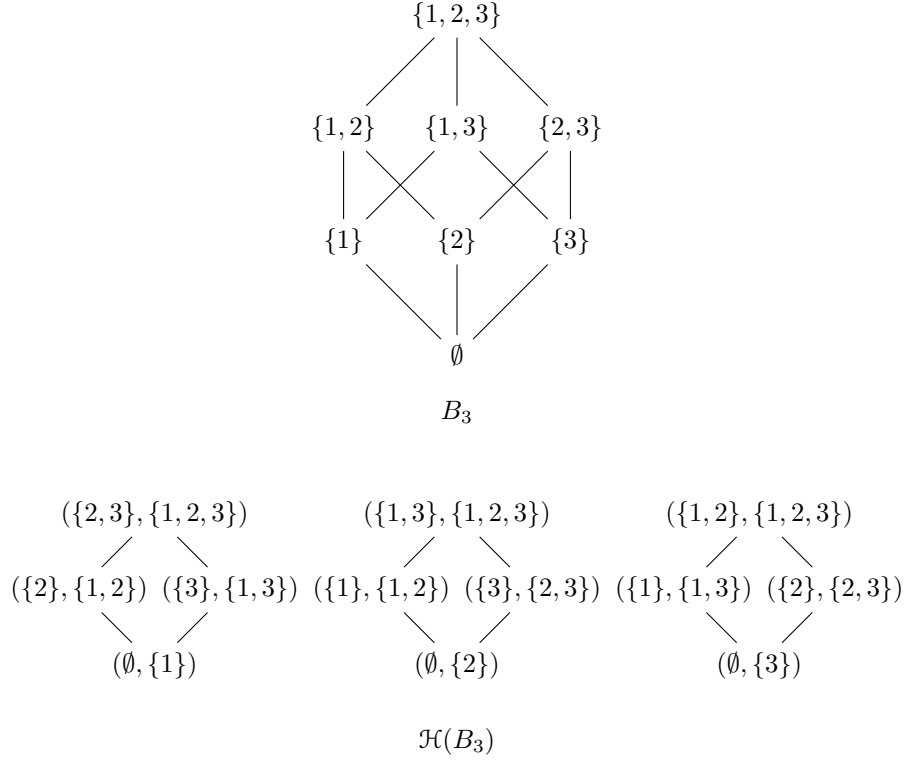 {1, 2, 3}
{1, 2} {1, 3} {2, 3}
{1} {2} {3}
∅
B₃
({2, 3}, {1, 2, 3}) ({1, 3}, {1, 2, 3}) ({1, 2}, {1, 2, 3})
({2}, {1, 2}) ({3}, {1, 3}) ({1}, {1, 2}) ({3}, {2, 3}) ({1}, {1, 3}) ({2}, {2, 3})
(∅, {1}) (∅, {2}) (∅, {3})
ℋ(B₃)